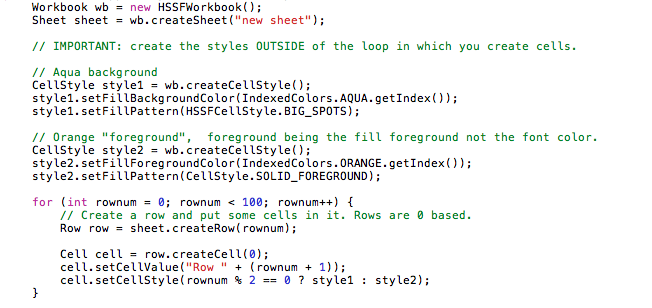 Workbook wb = new HSSFWorkbook();
Sheet sheet = wb.createSheet("new sheet");
// IMPORTANT: create the styles OUTSIDE of the loop in which you create cells.
// Aqua background
CellStyle style1 = wb.createCellStyle();
style1.setFillBackgroundColor(IndexedColors.AQUA.getIndex());
style1.setFillPattern(HSSFCellStyle.BIG_SPOTS);
// Orange "foreground",  foreground being the fill foreground not the font color.
CellStyle style2 = wb.createCellStyle();
style2.setFillForegroundColor(IndexedColors.ORANGE.getIndex());
style2.setFillPattern(CellStyle.SOLID_FOREGROUND);
for (int rownum = 0; rownum < 100; rownum++) {
    // Create a row and put some cells in it. Rows are 0 based.
    Row row = sheet.createRow(rownum);
    Cell cell = row.createCell(0);
    cell.setCellValue("Row " + (rownum + 1));
    cell.setCellStyle(rownum % 2 == 0 ? style1 : style2);
}